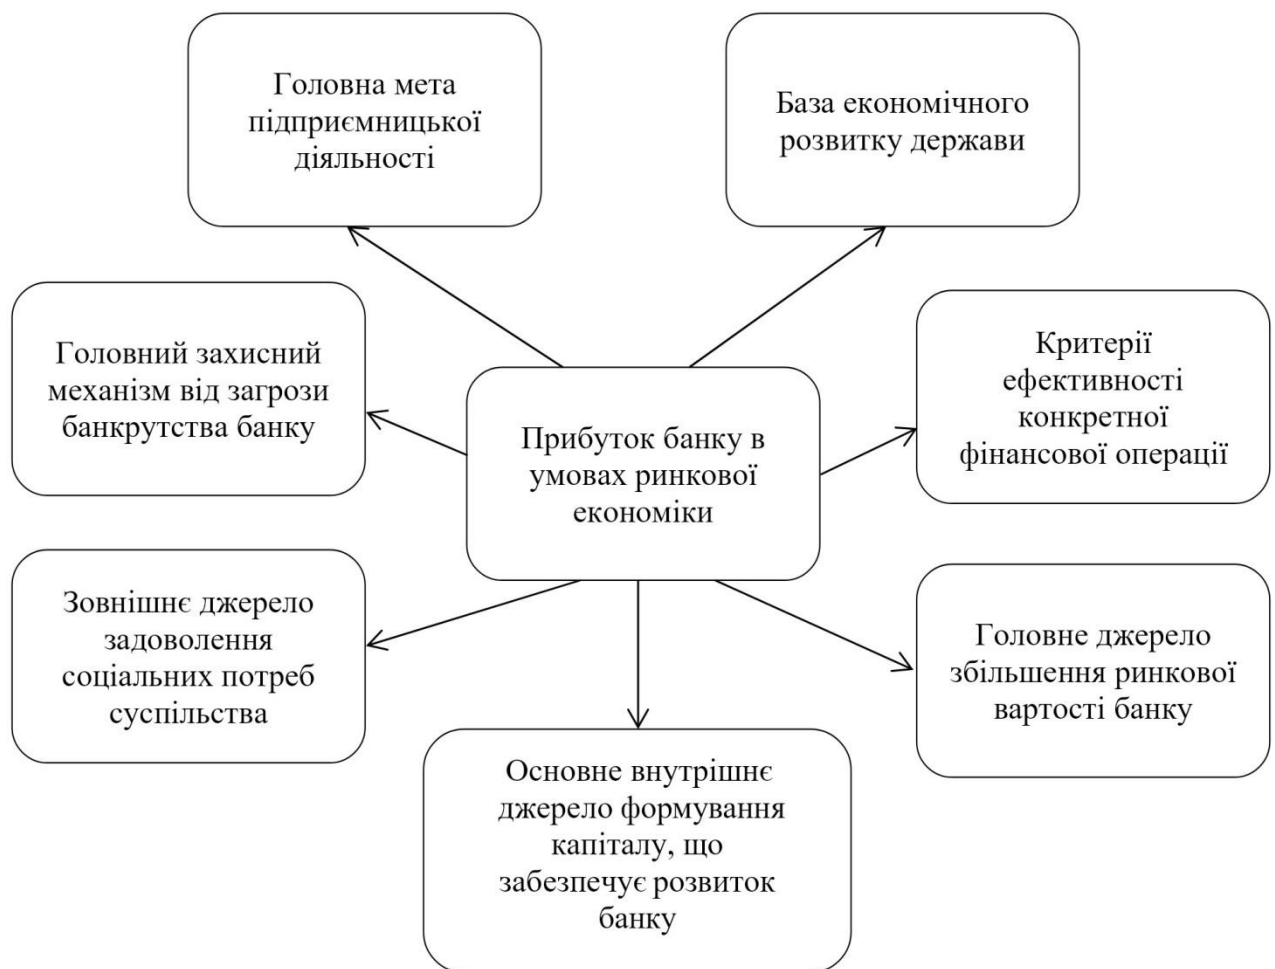 Головна мета
підприємницької
діяльності
База економічного
розвитку держави
Головний захисний
механізм від загрози
банкрутства банку
Критерії
ефективності
конкретної
фінансової операції
Прибуток банку в
умовах ринкової
економіки
Зовнішнє джерело
задоволення
соціальних потреб
суспільства
Головне джерело
збільшення ринкової
вартості банку
Основне внутрішнє
джерело формування
капіталу, що
забезпечує розвиток
банку